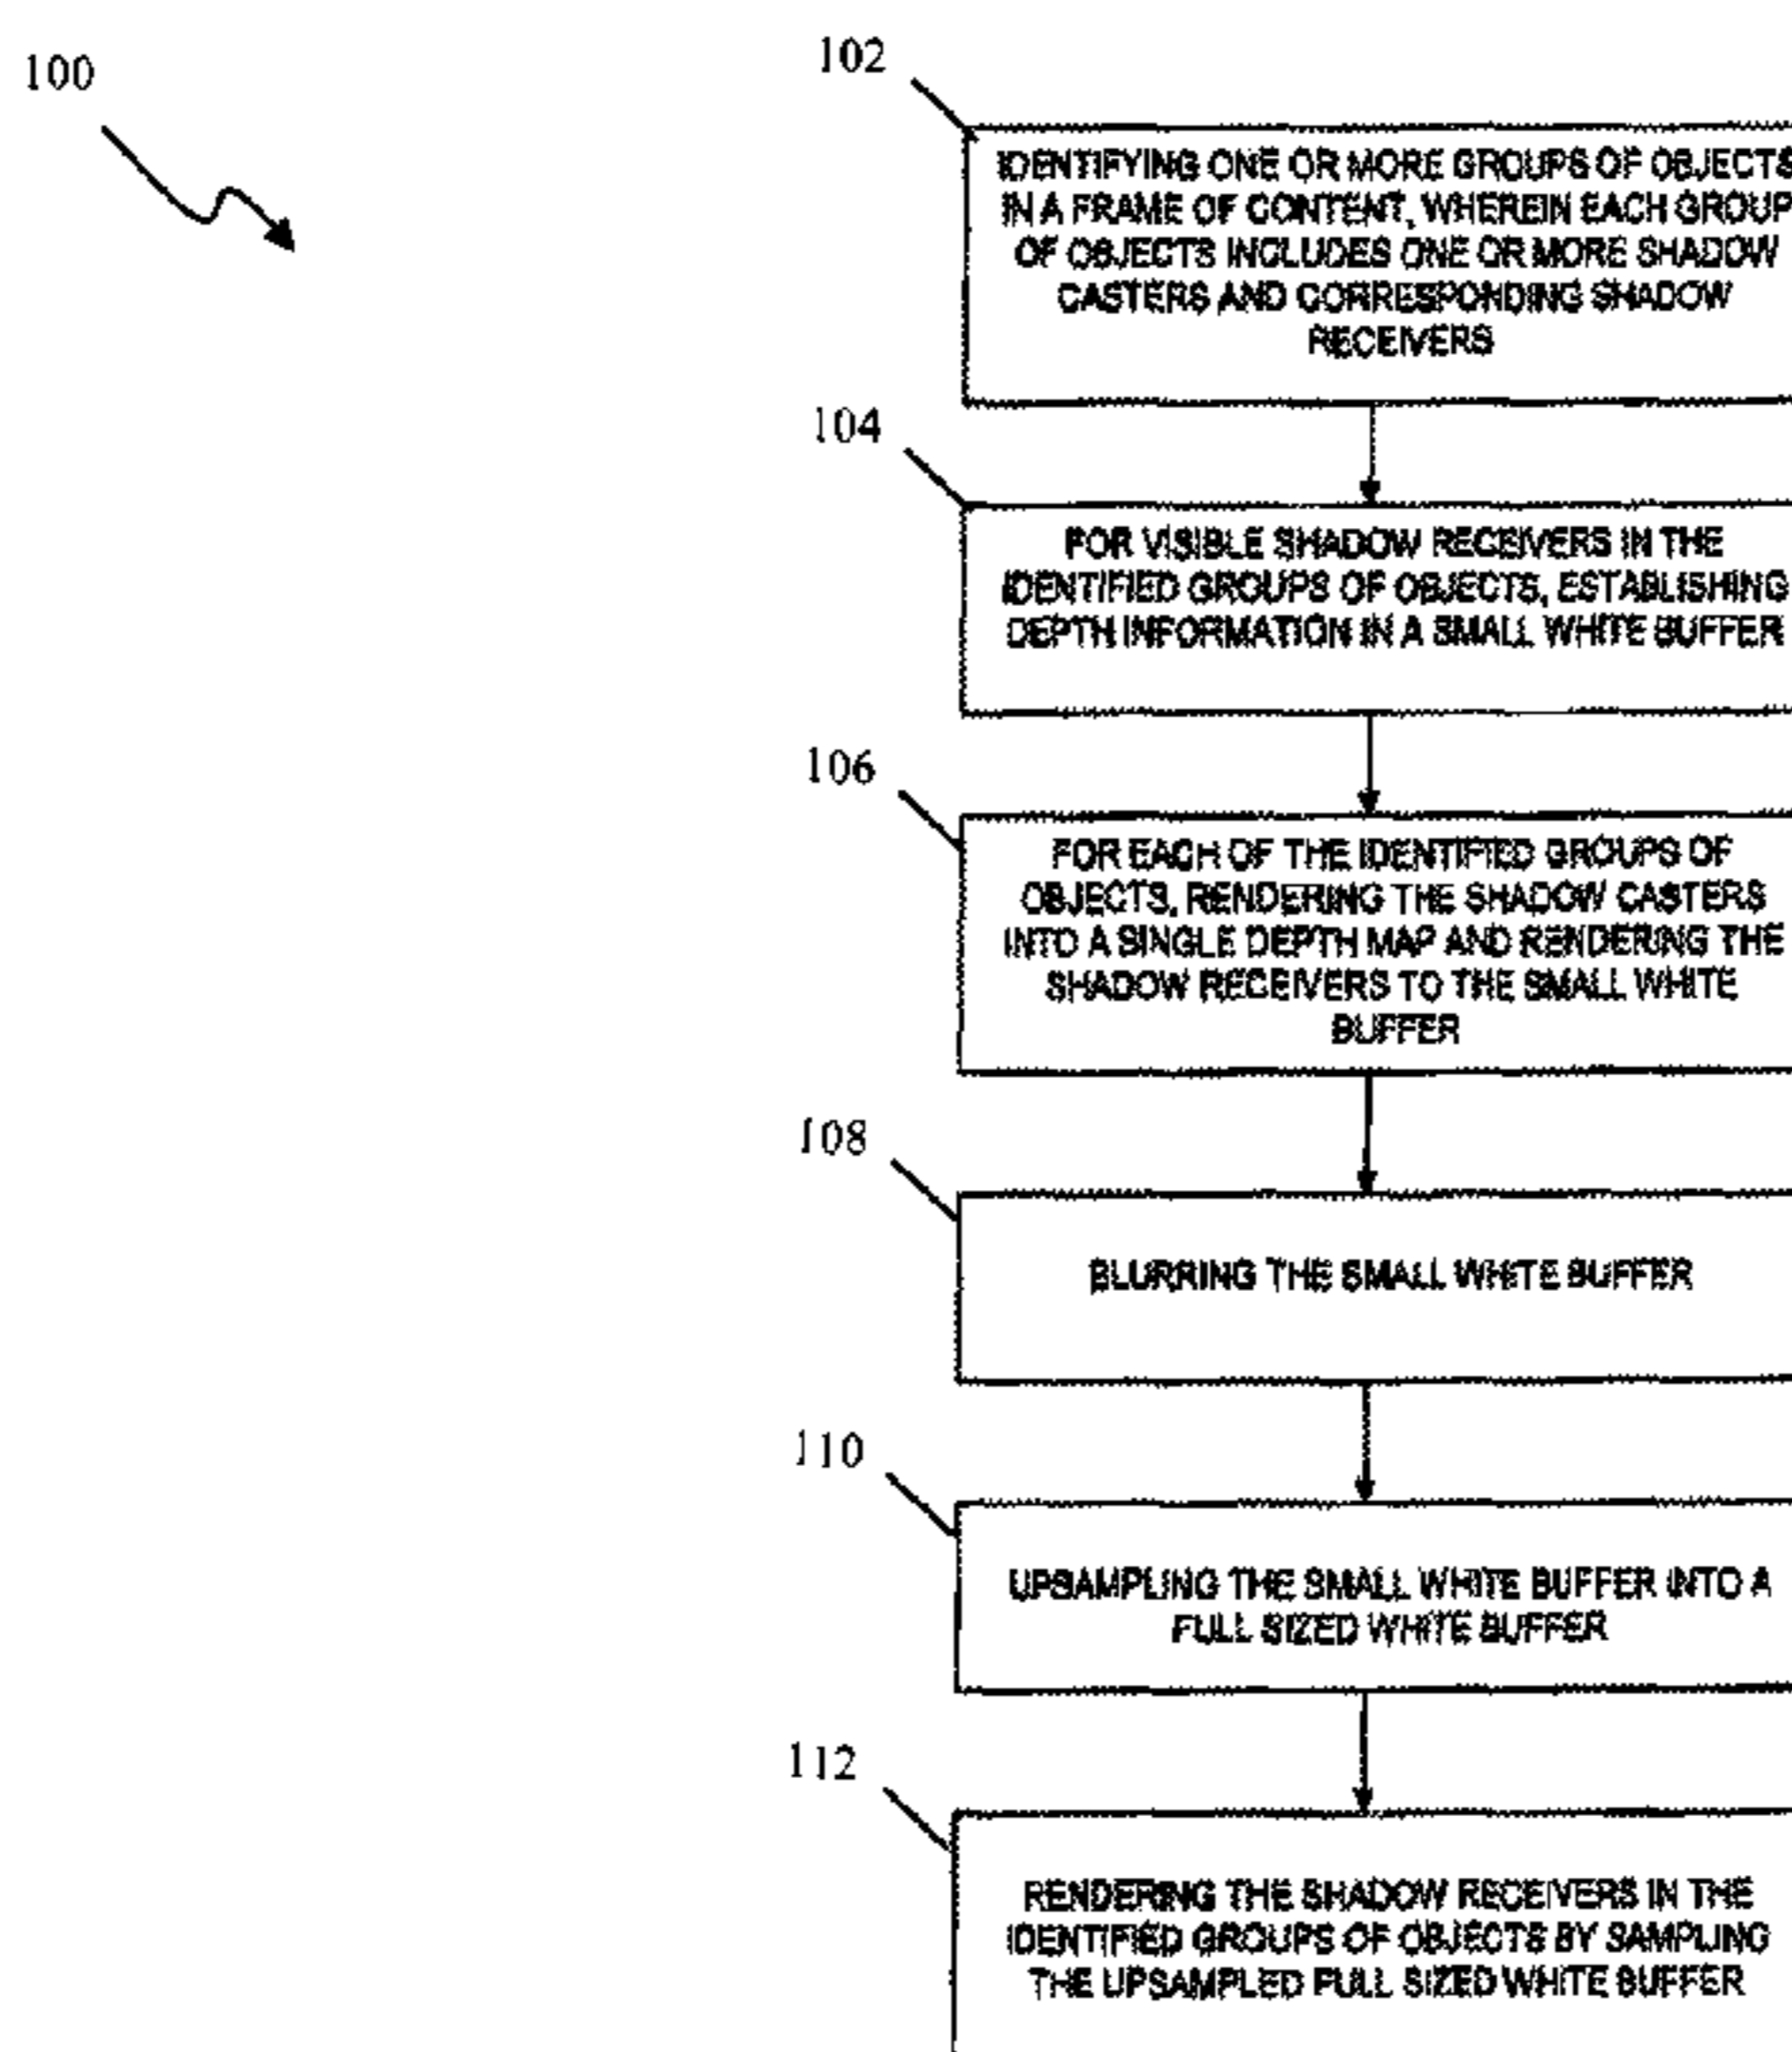 100
102
IDENTIFYING ONE OR MORE GROUPS OF OBJECTS
IN A FRAME OF CONTENT, WHEREIN EACH GROUP
OF OBJECTS INCLUDES ONE OR MORE SHADOW
CASTERS AND CORRESPONDING SHADOW
RECEIVERS
104
FOR VISIBLE SHADOW RECEIVERS IN THE
IDENTIFIED GROUPS OF OBJECTS, ESTABLISHING
DEPTH INFORMATION IN A SMALL WHITE BUFFER
106
FOR EACH OF THE IDENTIFIED GROUPS OF
OBJECTS, RENDERING THE SHADOW CASTERS
INTO A SINGLE DEPTH MAP AND RENDERING THE
SHADOW RECEIVERS TO THE SMALL WHITE
BUFFER
108
BLURRING THE SMALL WHITE BUFFER
110
UPSAMPLING THE SMALL WHITE BUFFER INTO A
FULL SIZED WHITE BUFFER
112
RENDERING THE SHADOW RECEIVERS IN THE
IDENTIFIED GROUPS OF OBJECTS BY SAMPLING
THE UPSAMPLED FULL SIZED WHITE BUFFER